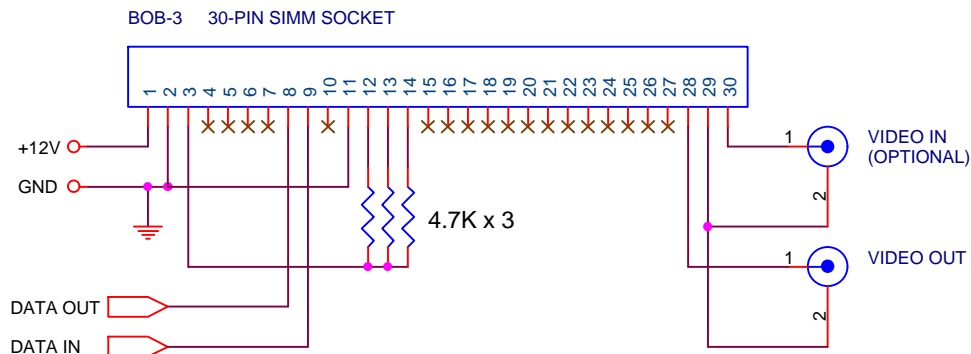 BOB-3 30-PIN SIMM SOCKET
1 2 3 4 5 6 7 8 9 10 11 12 13 14 15 16 17 18 19 20 21 22 23 24 25 26 27 28 29 30
+12V
GND
1
VIDEO IN
(OPTIONAL)
2
4.7K x 3
1
VIDEO OUT
2
DATA OUT
DATA IN